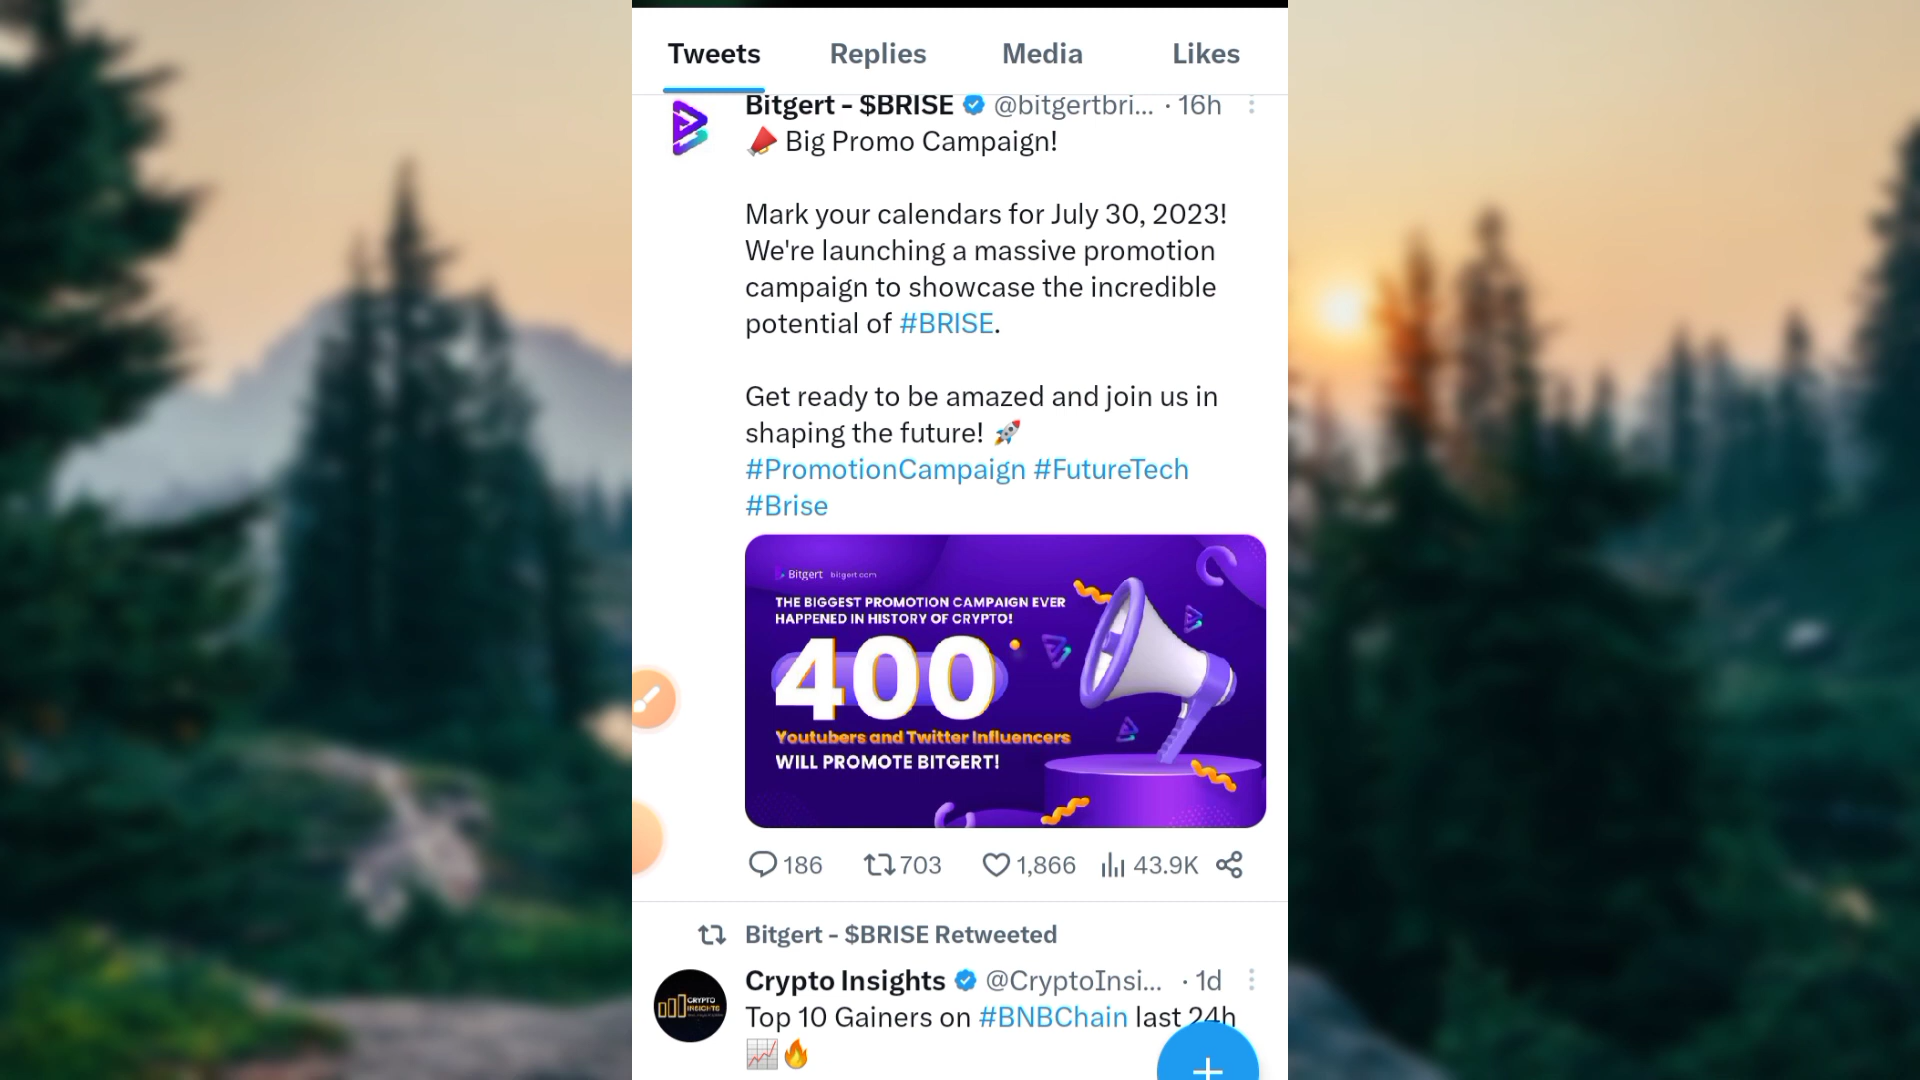 Tweets Replies Media Likes
Bitgert - $BRISE @bitgertbri... · 16h
Big Promo Campaign!
Mark your calendars for July 30, 2023!
We're launching a massive promotion
campaign to showcase the incredible
potential of #BRISE.
Get ready to be amazed and join us in
shaping the future! 🚀
#PromotionCampaign #FutureTech
#Brise
Bitgert bitgert.com
THE BIGGEST PROMOTION CAMPAIGN EVER
HAPPENED IN HISTORY OF CRYPTO!
400
Youtubers and Twitter Influencers
WILL PROMOTE BITGERT!
186 703 1,866 43.9K
Bitgert - $BRISE Retweeted
Crypto Insights @CryptoInsi... · 1d
CRYPTO
INSIGHTS
Top 10 Gainers on #BNBChain last 24h